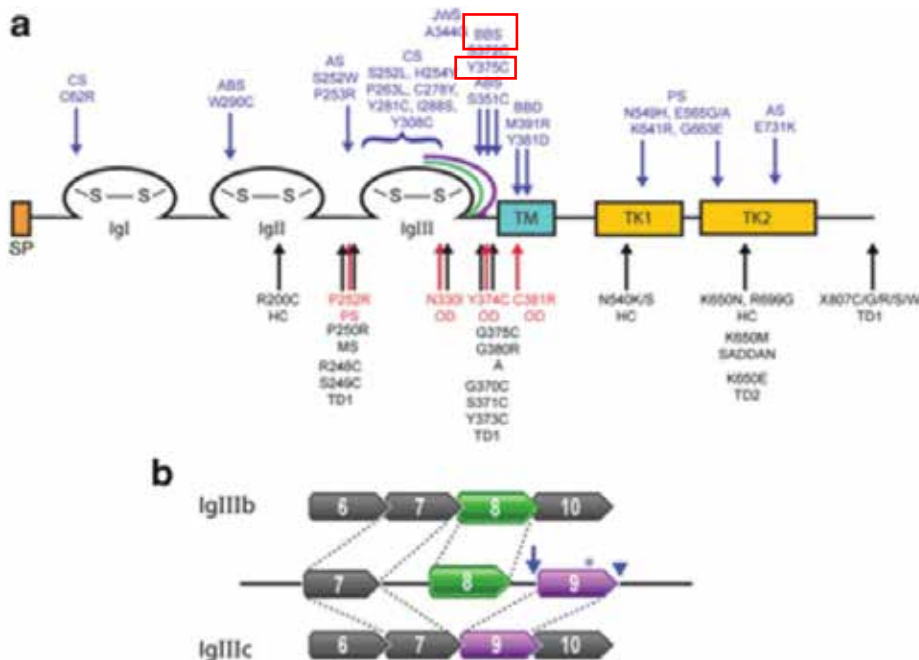 a
JWS
BBS
Y375C
ABS
S351C
CS
C62R
ABS
W290C
AS
S252W
P253R
CS
S252L, H254Y
P263L, C278Y,
Y281C, I288S,
Y308C
BBD
M391R
Y381D
PS
N549H, E565G/A
K641R, G663E
AS
E731K
S—S
S—S
S—S
SP
IgI
IgII
IgIII
TM
TK1
TK2
R200C
HC
P252R
PS
P250R
MS
R248C
S249C
TD1
N330I
OD
Y374C
OD
G375C
G380R
A
G370C
S371C
Y373C
TD1
C381R
OD
N540K/S
HC
K650N, R699G
HC
K650M
SADDAN
K650E
TD2
X807C/G/R/S/W
TD1
b
IgIIIb
6 7 8 10
7 8 9
*
IgIIIc
6 7 9 10